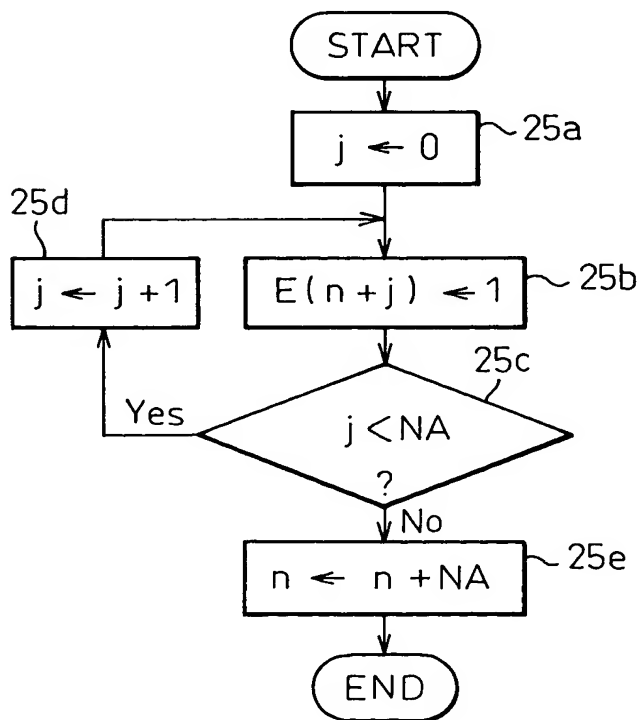 START
25a
j ← 0
25d
j ← j+1
E(n+j) ← 1
25b
25c
Yes
j < NA
?
No
n ← n+NA
25e
END